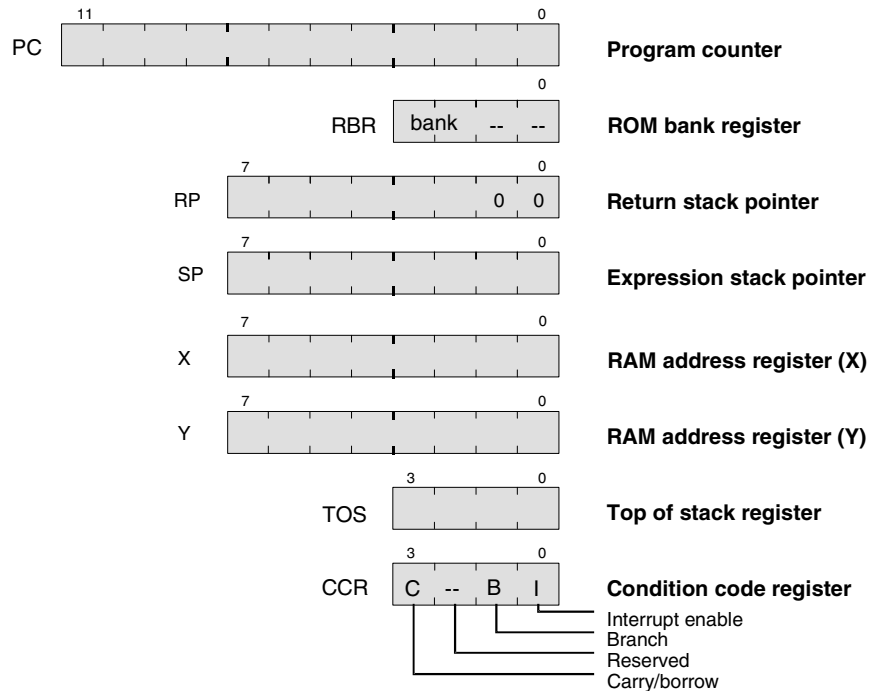 11 0
PC Program counter
0
RBR bank -- -- ROM bank register
7 0
RP 0 0 Return stack pointer
7 0
SP Expression stack pointer
7 0
X RAM address register (X)
7 0
Y RAM address register (Y)
3 0
TOS Top of stack register
3 0
CCR C -- B I Condition code register
Interrupt enable
Branch
Reserved
Carry/borrow